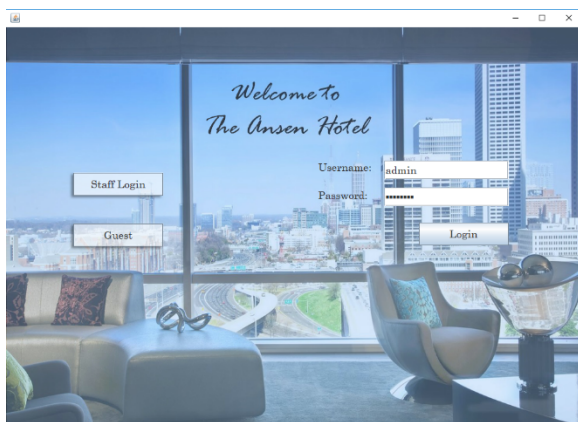 Welcome to
The Ansen Hotel
Username:
admin
Staff Login
Password:
••••••••
Guest
Login